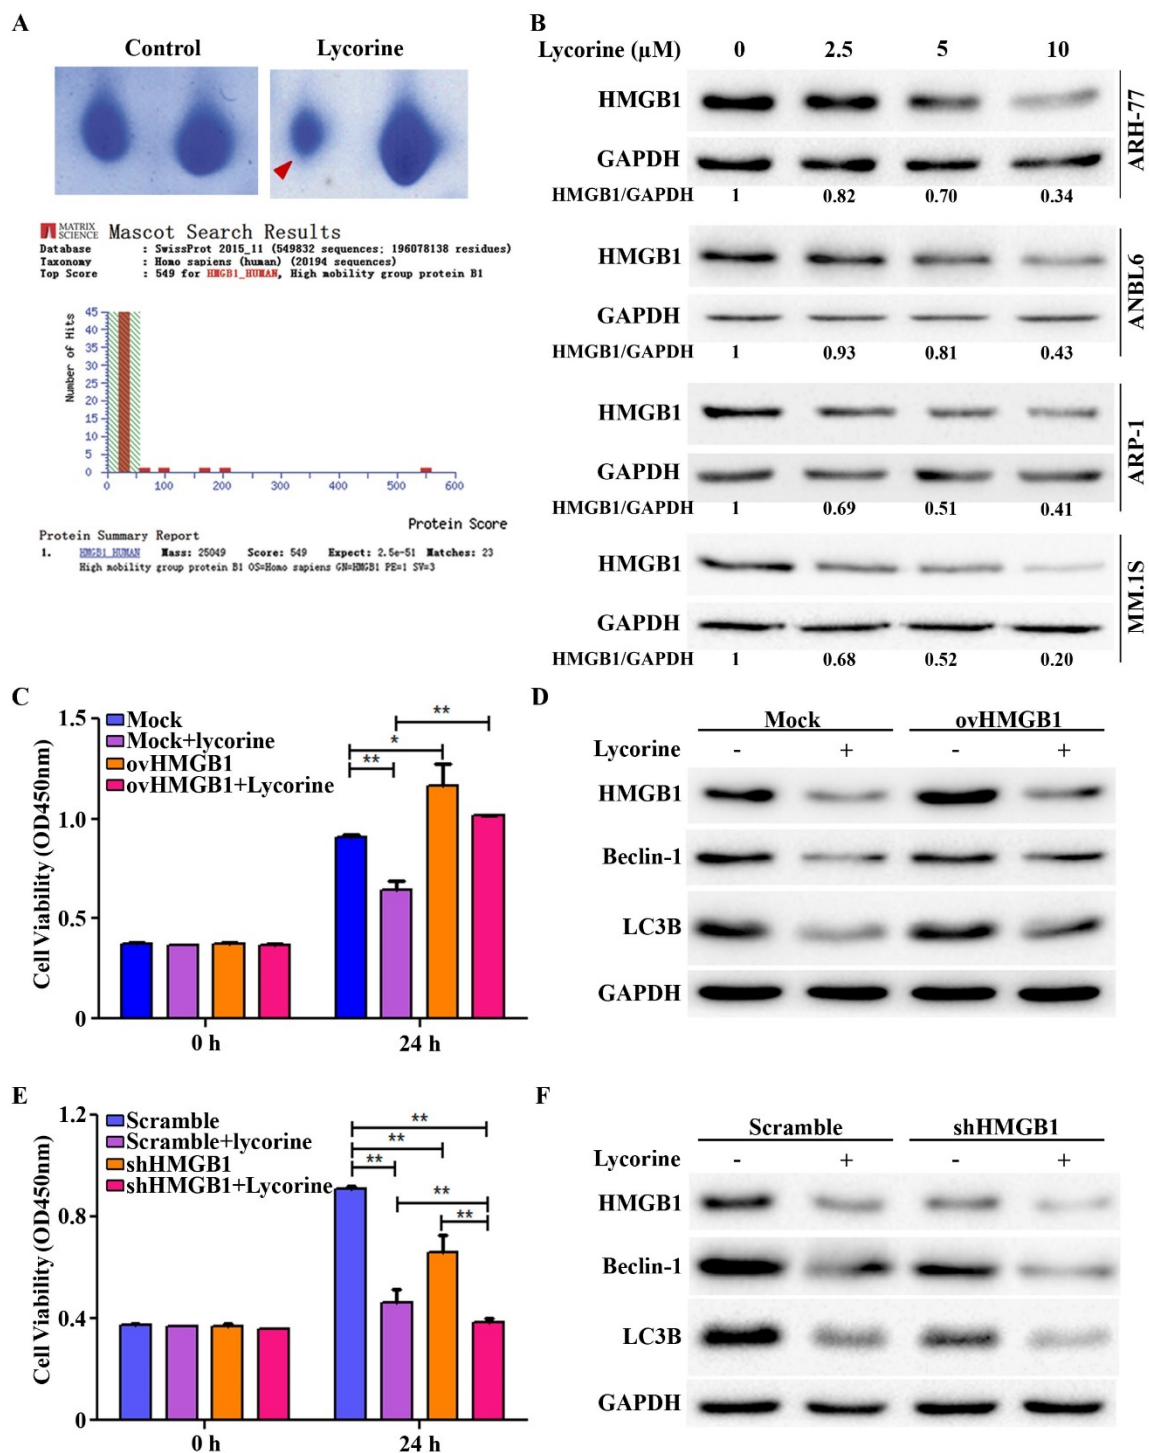 A
Control Lycorine
MATRIX SCIENCE Mascot Search Results
Database : SwissProt 2015_11 (549832 sequences; 196078138 residues)
Taxonomy : Homo sapiens (human) (20194 sequences)
Top Score : 549 for HMGB1_HUMAN, High mobility group protein B1
Number of Hits
45
40
35
30
25
20
15
10
5
0
0 100 200 300 400 500 600
Protein Score
Protein Summary Report
1. HMGB1_HUMAN Mass: 25049 Score: 549 Expect: 2.5e-51 Matches: 23
High mobility group protein B1 OS=Homo sapiens GN=HMGB1 PE=1 SV=3
B
Lycorine (µM) 0 2.5 5 10
HMGB1
GAPDH
HMGB1/GAPDH 1 0.82 0.70 0.34
ARH-77
HMGB1
GAPDH
HMGB1/GAPDH 1 0.93 0.81 0.43
ANBL6
HMGB1
GAPDH
HMGB1/GAPDH 1 0.69 0.51 0.41
ARP-1
HMGB1
GAPDH
HMGB1/GAPDH 1 0.68 0.52 0.20
MM.1S
C
Cell Viability (OD450nm)
1.5
1.0
0.5
0
Mock
Mock+lycorine
ovHMGB1
ovHMGB1+Lycorine
**
*
**
0 h 24 h
D
Mock ovHMGB1
Lycorine - + - +
HMGB1
Beclin-1
LC3B
GAPDH
E
Cell Viability (OD450nm)
1.2
0.8
0.4
0
Scramble
Scramble+lycorine
shHMGB1
shHMGB1+Lycorine
**
**
**
**
**
0 h 24 h
F
Scramble shHMGB1
Lycorine - + - +
HMGB1
Beclin-1
LC3B
GAPDH